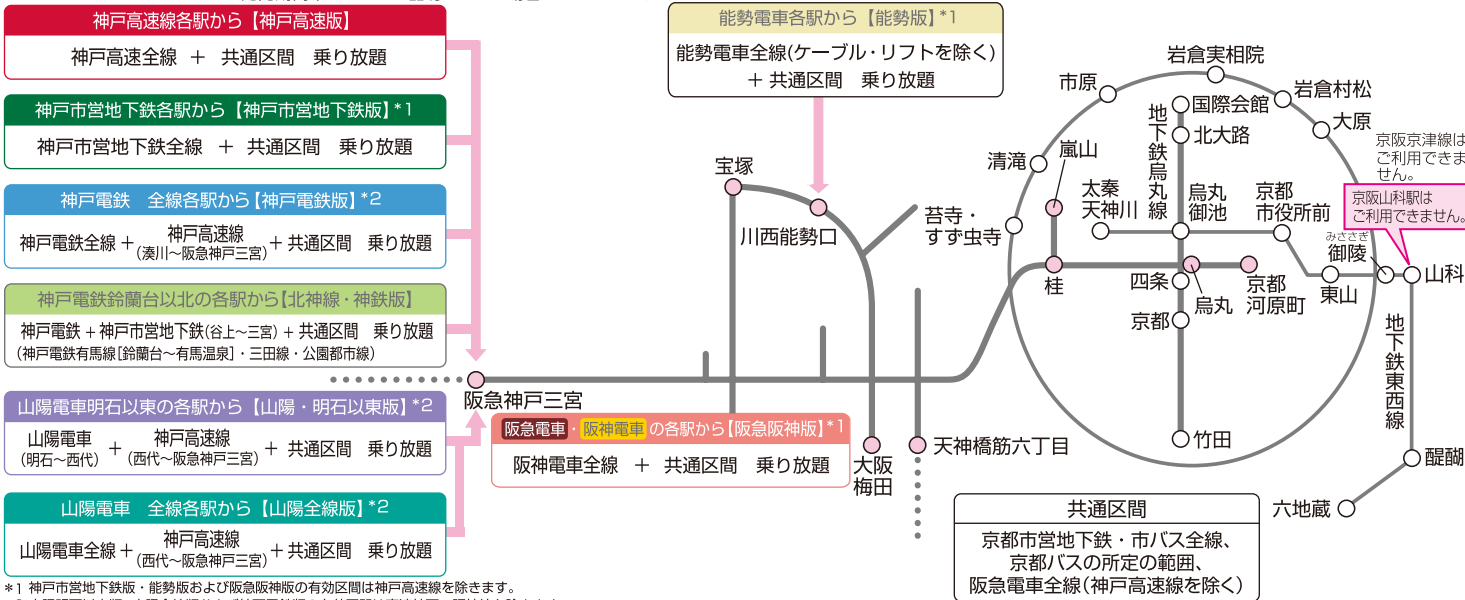 神戸高速線各駅から【神戸高速版】
神戸高速全線 + 共通区間 乗り放題
神戸市営地下鉄各駅から【神戸市営地下鉄版】*1
神戸市営地下鉄全線 + 共通区間 乗り放題
神戸電鉄 全線各駅から【神戸電鉄版】*2
神戸電鉄全線+神戸高速線(湊川〜阪急神戸三宮)+共通区間 乗り放題
神戸電鉄鈴蘭台以北の各駅から【北神線・神鉄版】
神戸電鉄+神戸市営地下鉄(谷上〜三宮)+共通区間 乗り放題
(神戸電鉄有馬線[鈴蘭台〜有馬温泉]・三田線・公園都市線)
山陽電車明石以東の各駅から【山陽・明石以東版】*2
山陽電車(明石〜西代)+神戸高速線(西代〜阪急神戸三宮)+共通区間 乗り放題
山陽電車 全線各駅から【山陽全線版】*2
山陽電車全線+神戸高速線(西代〜阪急神戸三宮)+共通区間 乗り放題
*1 神戸市営地下鉄版・能勢版および阪急阪神版の有効区間は神戸高速線を除きます。
能勢電車各駅から【能勢版】*1
能勢電車全線(ケーブル・リフトを除く)
+共通区間 乗り放題
阪急神戸三宮
阪急電車・阪神電車の各駅から【阪急阪神版】*1
阪神電車全線 + 共通区間 乗り放題
宝塚
川西能勢口
大阪
梅田
天神橋筋六丁目
苔寺・
すず虫寺
清滝
市原
岩倉実相院
岩倉村松
大原
嵐山
桂
国際会館
北大路
地下鉄烏丸線
太秦
天神川
烏丸
御池
京都
市役所前
四条
烏丸
京都
河原町
京都
竹田
東山
みささぎ
御陵
山科
京阪京津線は
ご利用できま
せん。
京阪山科駅は
ご利用できません。
地下鉄東西線
醍醐
六地蔵
共通区間
京都市営地下鉄・市バス全線、
京都バスの所定の範囲、
阪急電車全線(神戸高速線を除く)